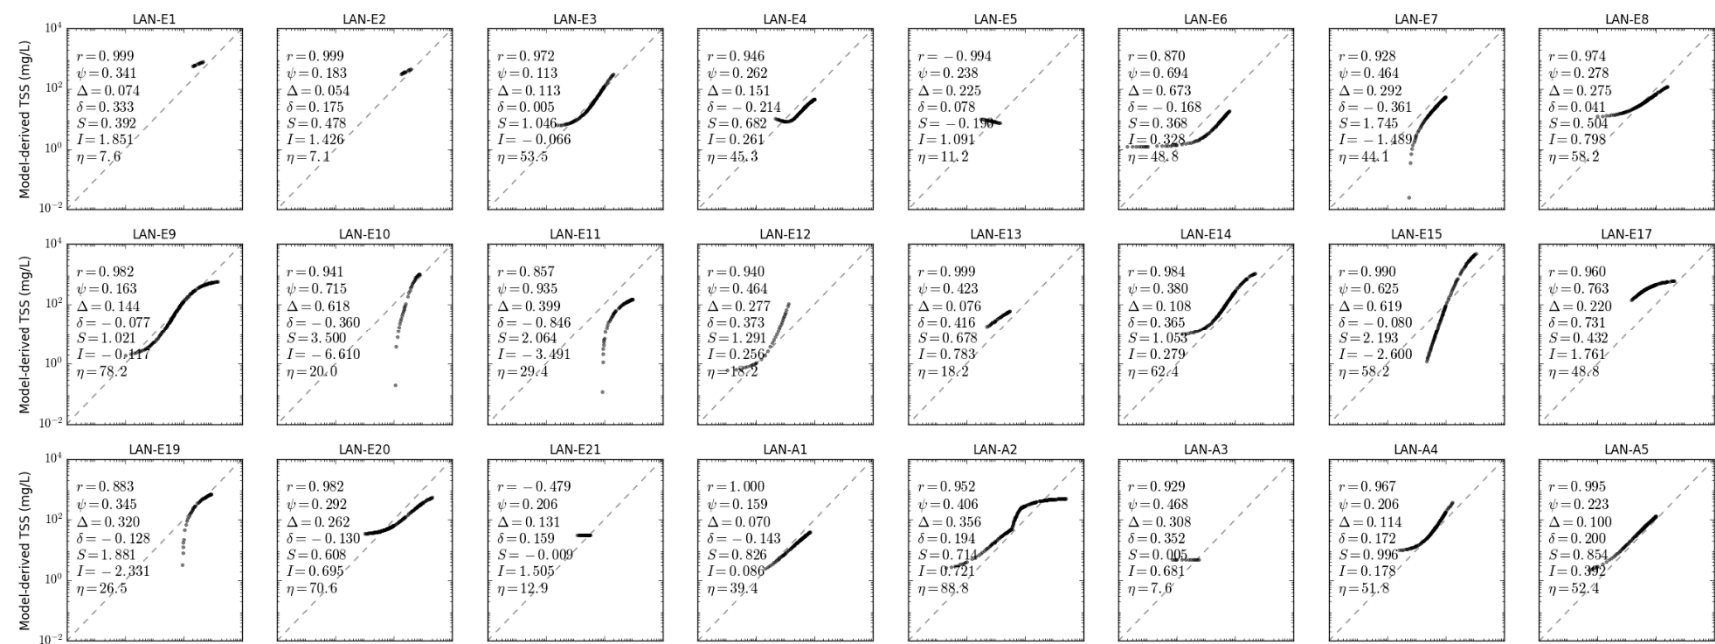 LAN-E1
r = 0.999
ψ = 0.341
Δ = 0.074
δ = 0.333
S = 0.392
I = 1.851
η = 7.6
LAN-E2
r = 0.999
ψ = 0.183
Δ = 0.054
δ = 0.175
S = 0.478
I = 1.426
η = 7.1
LAN-E3
r = 0.972
ψ = 0.113
Δ = 0.113
δ = 0.005
S = 1.046
I = −0.066
η = 53.5
LAN-E4
r = 0.946
ψ = 0.262
Δ = 0.151
δ = −0.214
S = 0.682
I = 0.261
η = 45.3
LAN-E5
r = −0.994
ψ = 0.238
Δ = 0.225
δ = 0.078
S = −0.190
I = 1.091
η = 11.2
LAN-E6
r = 0.870
ψ = 0.694
Δ = 0.673
δ = −0.168
S = 0.368
I = 0.328
η = 48.8
LAN-E7
r = 0.928
ψ = 0.464
Δ = 0.292
δ = −0.361
S = 1.745
I = −1.489
η = 44.1
LAN-E8
r = 0.974
ψ = 0.278
Δ = 0.275
δ = 0.041
S = 0.504
I = 0.798
η = 58.2
Model-derived TSS (mg/L)
10⁴
10²
10⁰
10⁻²
LAN-E9
r = 0.982
ψ = 0.163
Δ = 0.144
δ = −0.077
S = 1.021
I = −0.117
η = 78.2
LAN-E10
r = 0.941
ψ = 0.715
Δ = 0.618
δ = −0.360
S = 3.500
I = −6.610
η = 20.0
LAN-E11
r = 0.857
ψ = 0.935
Δ = 0.399
δ = −0.846
S = 2.064
I = −3.491
η = 29.4
LAN-E12
r = 0.940
ψ = 0.464
Δ = 0.277
δ = 0.373
S = 1.291
I = 0.256
η = 18.2
LAN-E13
r = 0.999
ψ = 0.423
Δ = 0.076
δ = 0.416
S = 0.678
I = 0.783
η = 18.2
LAN-E14
r = 0.984
ψ = 0.380
Δ = 0.108
δ = 0.365
S = 1.053
I = 0.279
η = 62.4
LAN-E15
r = 0.990
ψ = 0.625
Δ = 0.619
δ = −0.080
S = 2.193
I = −2.600
η = 58.2
LAN-E17
r = 0.960
ψ = 0.763
Δ = 0.220
δ = 0.731
S = 0.432
I = 1.761
η = 48.8
Model-derived TSS (mg/L)
10⁴
10²
10⁰
10⁻²
LAN-E19
r = 0.883
ψ = 0.345
Δ = 0.320
δ = −0.128
S = 1.881
I = −2.331
η = 26.5
LAN-E20
r = 0.982
ψ = 0.292
Δ = 0.262
δ = −0.130
S = 0.608
I = 0.695
η = 70.6
LAN-E21
r = −0.479
ψ = 0.206
Δ = 0.131
δ = 0.159
S = −0.009
I = 1.505
η = 12.9
LAN-A1
r = 1.000
ψ = 0.159
Δ = 0.070
δ = −0.143
S = 0.826
I = 0.086
η = 39.4
LAN-A2
r = 0.952
ψ = 0.406
Δ = 0.356
δ = 0.194
S = 0.714
I = 0.721
η = 88.8
LAN-A3
r = 0.929
ψ = 0.468
Δ = 0.308
δ = 0.352
S = 0.005
I = 0.681
η = 7.6
LAN-A4
r = 0.967
ψ = 0.206
Δ = 0.114
δ = 0.172
S = 0.996
I = 0.178
η = 51.8
LAN-A5
r = 0.995
ψ = 0.223
Δ = 0.100
δ = 0.200
S = 0.854
I = 0.392
η = 52.4
Model-derived TSS (mg/L)
10⁴
10²
10⁰
10⁻²